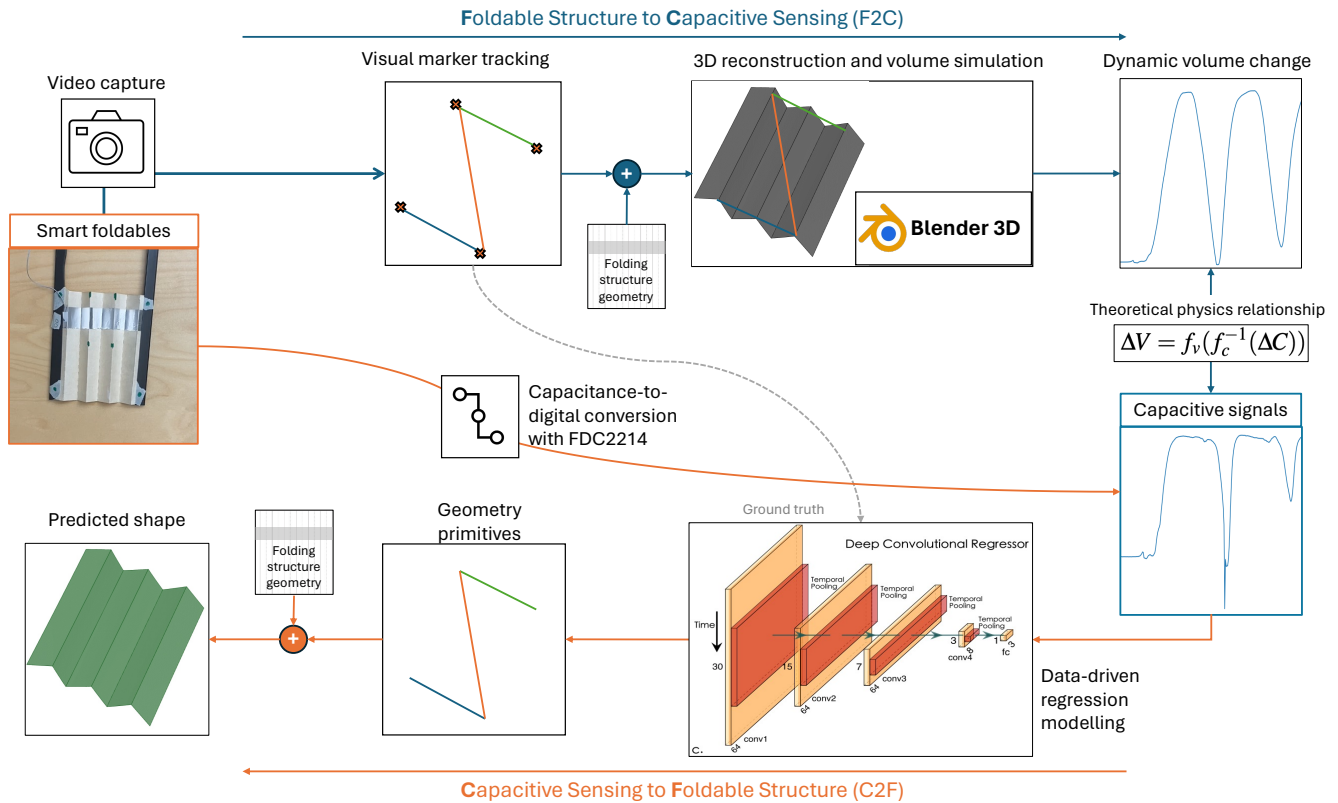 Foldable Structure to Capacitive Sensing (F2C)
Visual marker tracking
3D reconstruction and volume simulation
Dynamic volume change
Video capture
Smart foldables
+
Folding
structure
geometry
Blender 3D
Theoretical physics relationship
ΔV = f_v(f_c^{-1}(ΔC))
Capacitance-to-
digital conversion
with FDC2214
Capacitive signals
Predicted shape
Folding
structure
geometry
+
Geometry
primitives
Ground truth
Deep Convolutional Regressor
Temporal
Pooling
Temporal
Pooling
Temporal
Pooling
Temporal
Pooling
Time
30
15
7
3
1
64
conv1
64
conv2
64
conv3
8
conv4
3
fc
C.
Data-driven
regression
modelling
Capacitive Sensing to Foldable Structure (C2F)